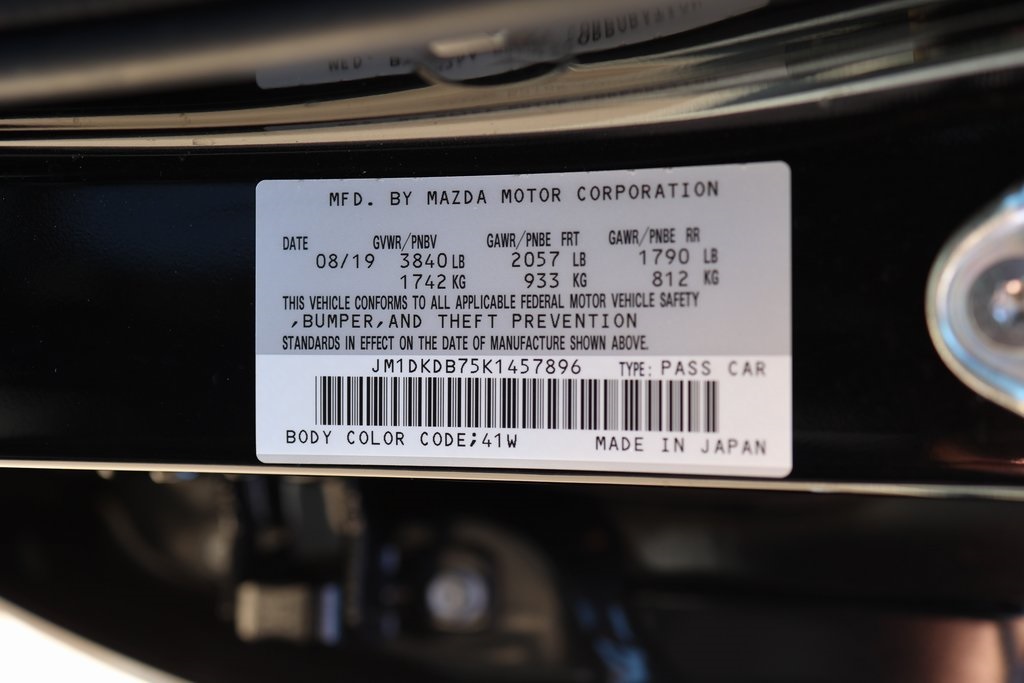 MFD. BY MAZDA MOTOR CORPORATION
DATE GVWR/PNBV GAWR/PNBE FRT GAWR/PNBE RR
08/19 3840 LB 2057 LB 1790 LB
1742 KG 933 KG 812 KG
THIS VEHICLE CONFORMS TO ALL APPLICABLE FEDERAL MOTOR VEHICLE SAFETY
,BUMPER,AND THEFT PREVENTION
STANDARDS IN EFFECT ON THE DATE OF MANUFACTURE SHOWN ABOVE.
JM1DKDB75K1457896 TYPE: PASS CAR
BODY COLOR CODE;41W MADE IN JAPAN